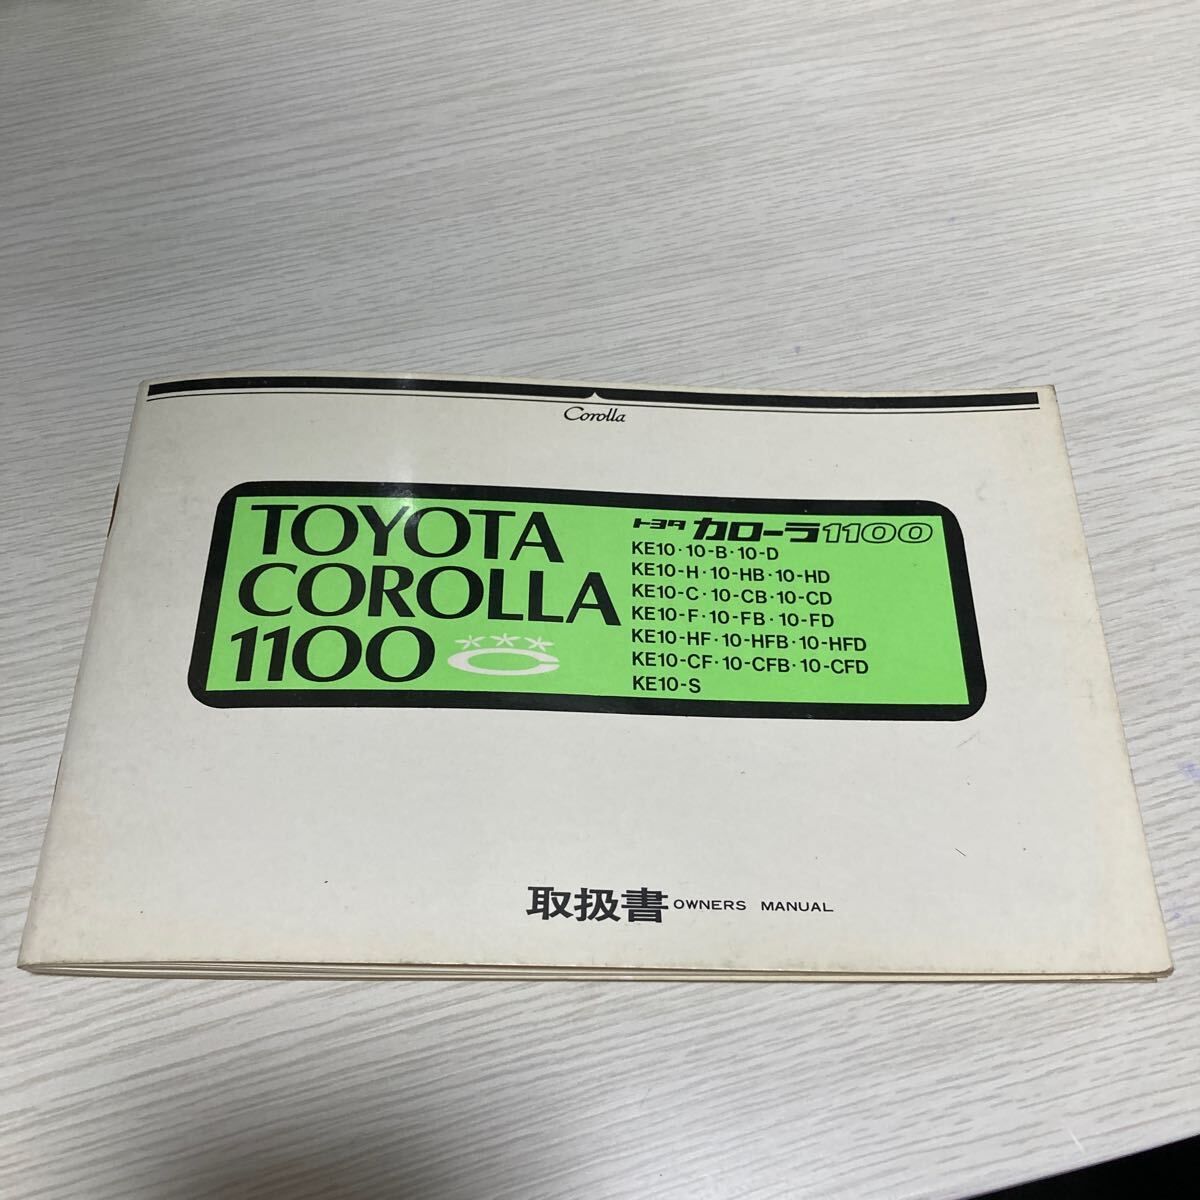 Corolla
TOYOTA
COROLLA
1100
トヨタ カローラ1100
KE10・10-B・10-D
KE10-H・10-HB・10-HD
KE10-C・10-CB・10-CD
KE10-F・10-FB・10-FD
KE10-HF・10-HFB・10-HFD
KE10-CF・10-CFB・10-CFD
KE10-S
取扱書 OWNERS MANUAL